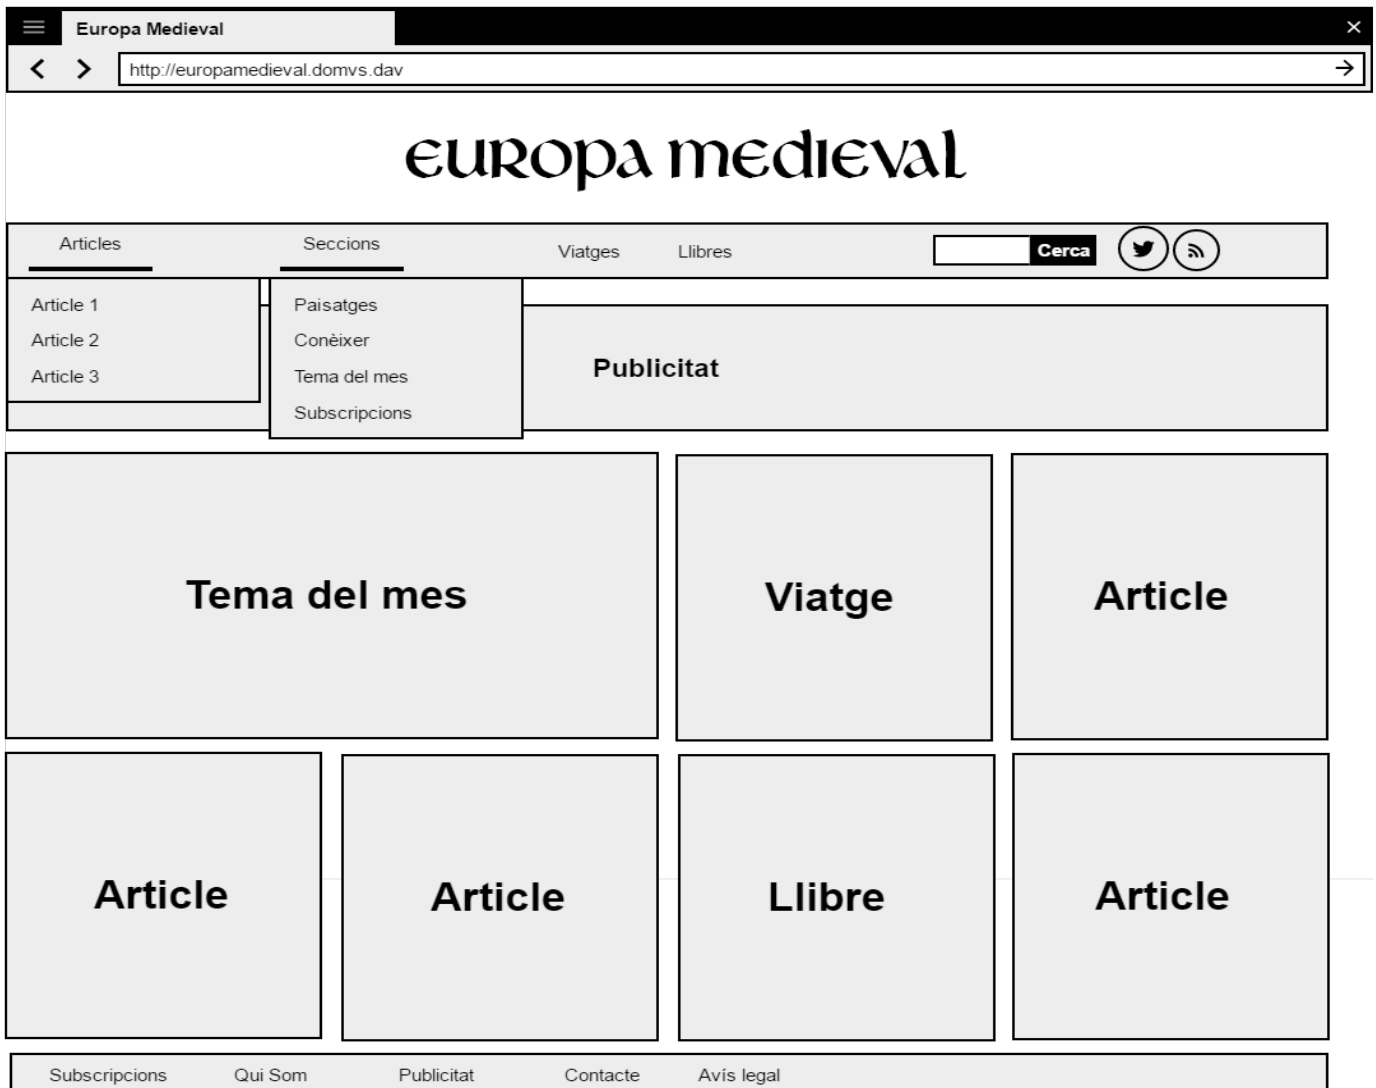 Europa Medieval
http://europamedieval.domvs.dav
EUROPA MEDIEVAL
Articles Seccions Viatges Llibres Cerca
Article 1
Article 2
Article 3
Paisatges
Conèixer
Tema del mes
Subscripcions
Publicitat
Tema del mes Viatge Article
Article Article Llibre Article
Subscripcions Qui Som Publicitat Contacte Avís legal